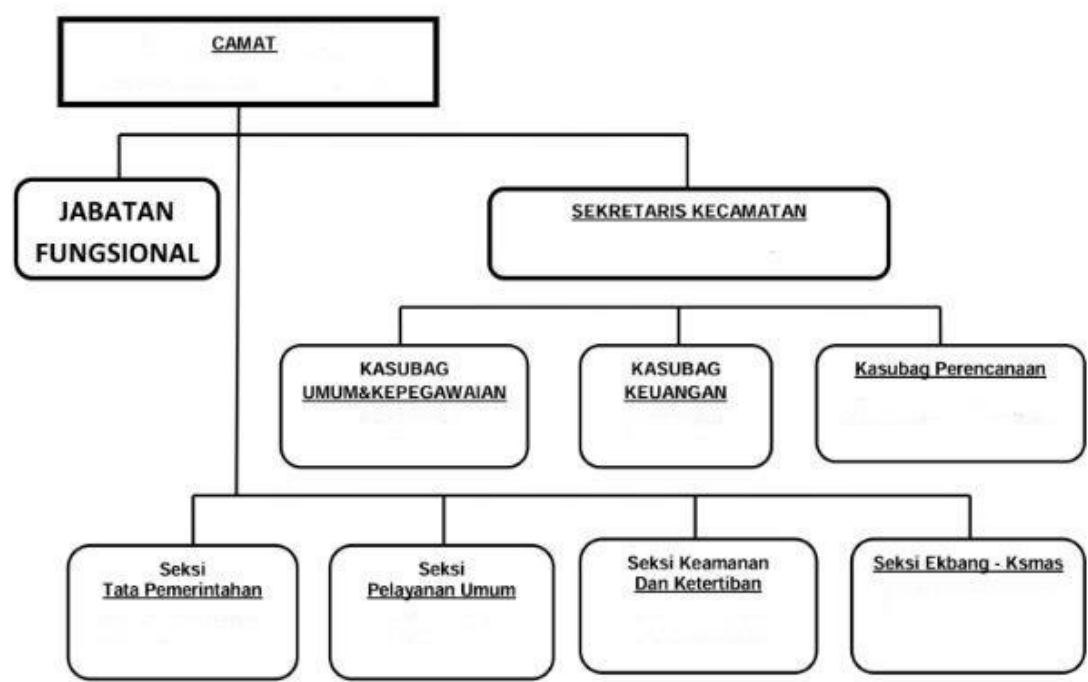 CAMAT
JABATAN
FUNGSIONAL
SEKRETARIS KECAMATAN
KASUBAG
UMUM&KEPEGAWAIAN
KASUBAG
KEUANGAN
Kasubag Perencanaan
Seksi
Tata Pemerintahan
Seksi
Pelayanan Umum
Seksi Keamanan
Dan Ketertiban
Seksi Ekbang - Ksmas